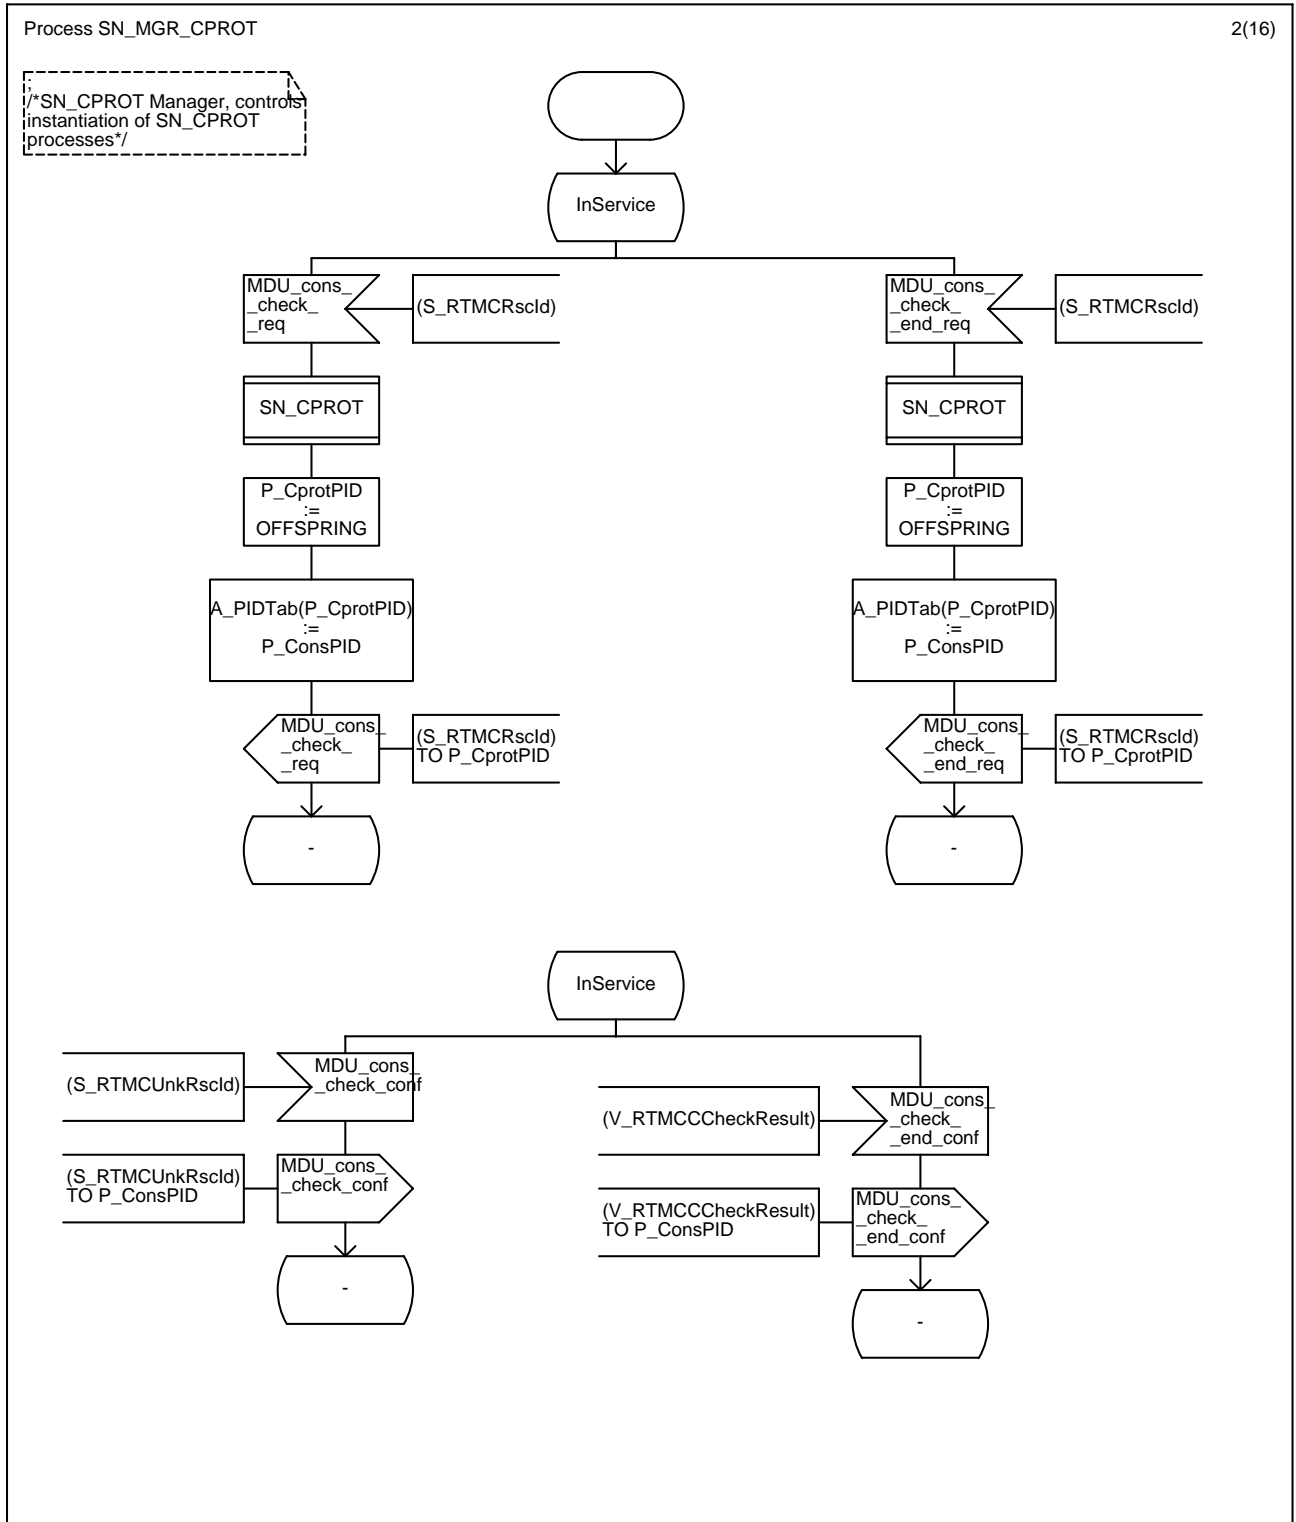 Process SN_MGR_CPROT
2(16)
;
/*SN_CPROT Manager, controls
instantiation of SN_CPROT
processes*/
InService
MDU_cons_
_check_
_req
(S_RTMCRscId)
MDU_cons_
_check_
_end_req
(S_RTMCRscId)
SN_CPROT
SN_CPROT
P_CprotPID
:=
OFFSPRING
P_CprotPID
:=
OFFSPRING
A_PIDTab(P_CprotPID)
:=
P_ConsPID
A_PIDTab(P_CprotPID)
:=
P_ConsPID
MDU_cons_
_check_
_req
(S_RTMCRscId)
TO P_CprotPID
MDU_cons_
_check_
_end_req
(S_RTMCRscId)
TO P_CprotPID
-
-
InService
(S_RTMCUnkRscId)
MDU_cons_
_check_conf
(V_RTMCCCheckResult)
MDU_cons_
_check_
_end_conf
(S_RTMCUnkRscId)
TO P_ConsPID
MDU_cons_
_check_conf
(V_RTMCCCheckResult)
TO P_ConsPID
MDU_cons_
_check_
_end_conf
-
-